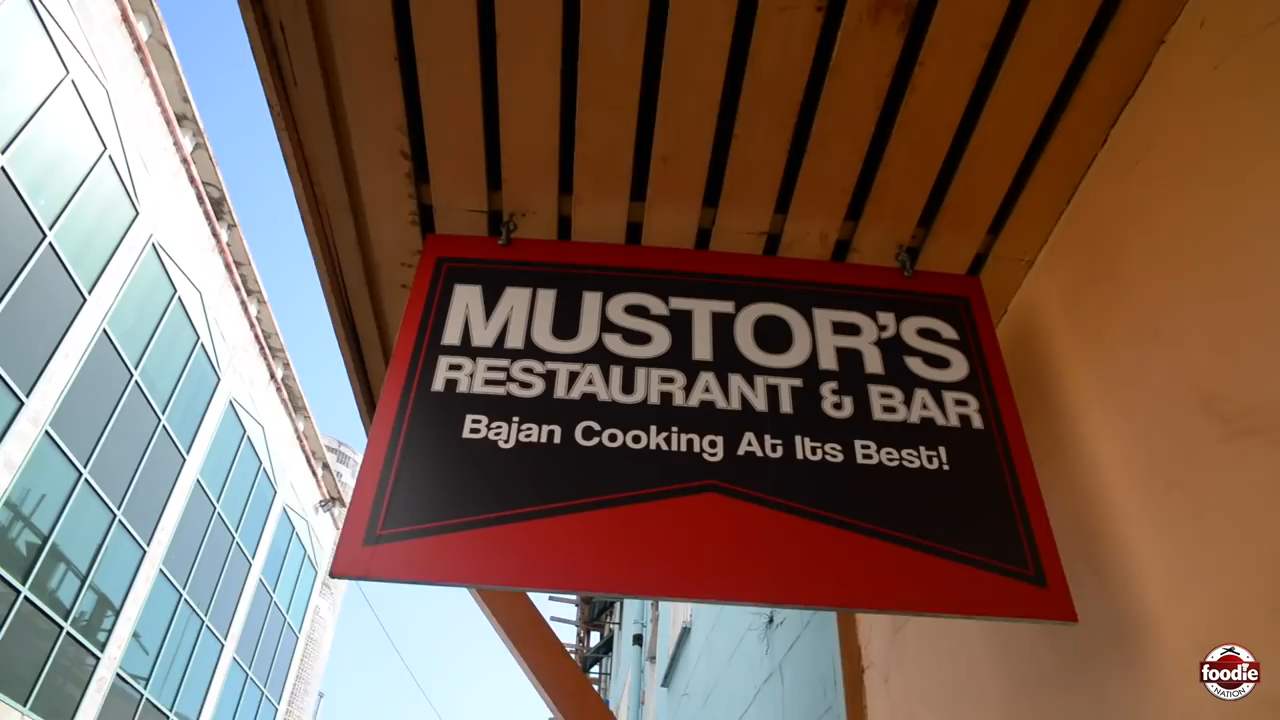 MUSTOR'S
RESTAURANT & BAR
Bajan Cooking At Its Best!
foodie
NATION